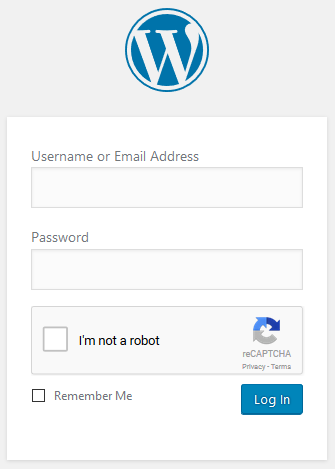 Username or Email Address
Password
I'm not a robot
reCAPTCHA
Privacy - Terms
Remember Me
Log In